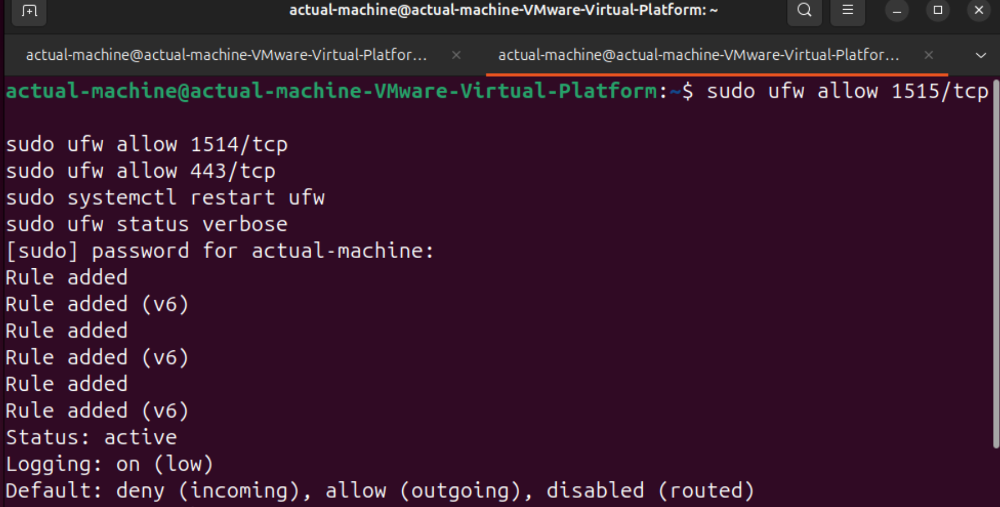 actual-machine@actual-machine-VMware-Virtual-Platform: ~
actual-machine@actual-machine-VMware-Virtual-Platfor...
actual-machine@actual-machine-VMware-Virtual-Platfor...
actual-machine@actual-machine-VMware-Virtual-Platform:~$ sudo ufw allow 1515/tcp
sudo ufw allow 1514/tcp
sudo ufw allow 443/tcp
sudo systemctl restart ufw
sudo ufw status verbose
[sudo] password for actual-machine:
Rule added
Rule added (v6)
Rule added
Rule added (v6)
Rule added
Rule added (v6)
Status: active
Logging: on (low)
Default: deny (incoming), allow (outgoing), disabled (routed)